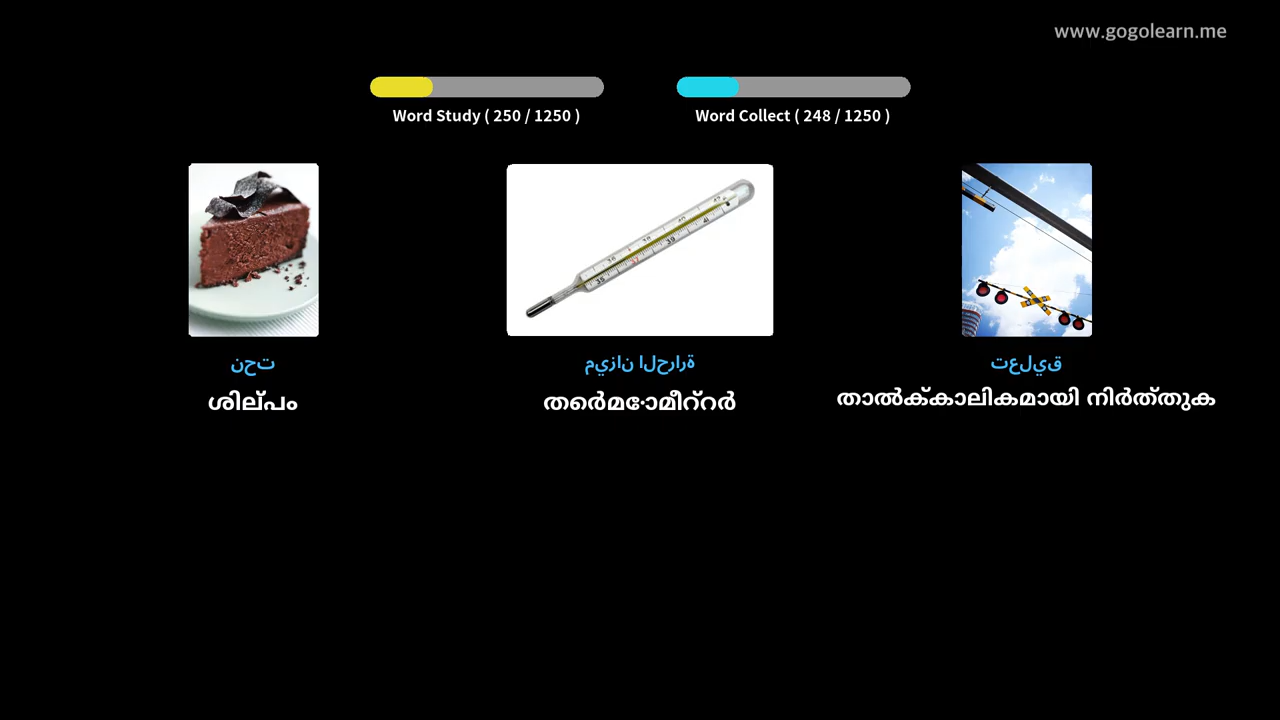 www.gogolearn.me
Word Study ( 250 / 1250 )
Word Collect ( 248 / 1250 )
نحت
ميزان الحرارة
تعليق
ശില്പം
തെർമോമീറ്റർ
താൽക്കാലികമായി നിർത്തുക